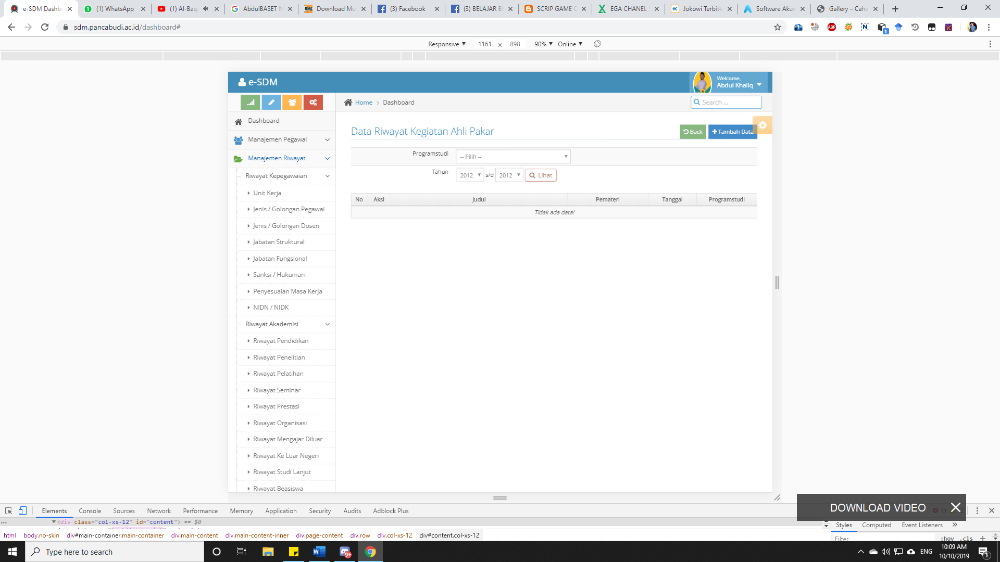 e-SDM Dashbo
(1) WhatsApp
(1) Al-Baq
AbdulBASET M
Download Mu
(3) Facebook
(3) BELAJAR B
SCRIP GAME C
EGA CHANEL
Jokowi Terbitk
Software Akun
Gallery – Caha
sdm.pancabudi.ac.id/dashboard#
Responsive
1161 x 898
90%
Online
e-SDM
Welcome,
Abdul Khaliq
Home > Dashboard
Search ...
Dashboard
Manajemen Pegawai
Manajemen Riwayat
Riwayat Kepegawaian
Unit Kerja
Jenis / Golongan Pegawai
Jenis / Golongan Dosen
Jabatan Struktural
Jabatan Fungsional
Sanksi / Hukuman
Penyesuaian Masa Kerja
NIDN / NIDK
Riwayat Akademisi
Riwayat Pendidikan
Riwayat Penelitian
Riwayat Pelatihan
Riwayat Seminar
Riwayat Prestasi
Riwayat Organisasi
Riwayat Mengajar Diluar
Riwayat Ke Luar Negeri
Riwayat Studi Lanjut
Riwayat Beasiswa
Data Riwayat Kegiatan Ahli Pakar
Back
Tambah Data
Programstudi
-- Pilih --
Tahun
2012 s/d 2012 Lihat
No Aksi Judul Pemateri Tanggal Programstudi
Tidak ada data!
DOWNLOAD VIDEO
Elements Console Sources Network Performance Memory Application Security Audits Adblock Plus
<div class="col-xs-12" id="content"> == $0
html body.no-skin div#main-container.main-container div.main-content div.main-content-inner div.page-content div.row div.col-xs-12 div#content.col-xs-12
Styles Computed Event Listeners »
Filter :hov .cls +
Type here to search
ENG
10:09 AM
10/10/2019